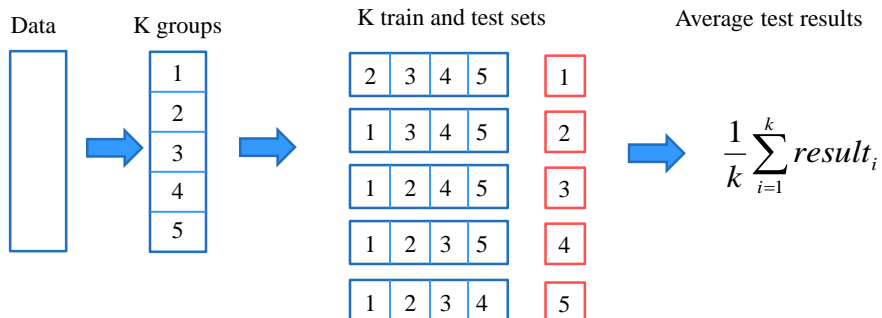 Data
K groups
K train and test sets
Average test results
1
2
3
4
5
2 3 4 5 1
1 3 4 5 2
1 2 4 5 3
1 2 3 5 4
1 2 3 4 5
\frac{1}{k} \sum_{i=1}^{k} result_i